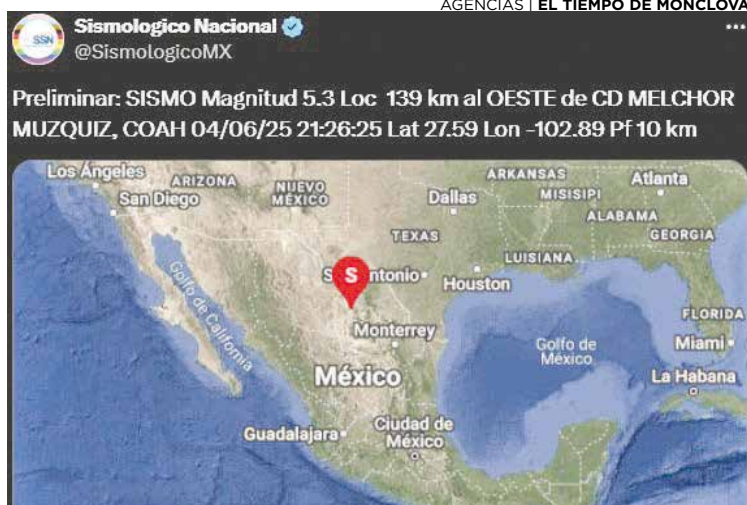 AGENCIAS | EL TIEMPO DE MONCLOVA
SSN
Sismologico Nacional
@SismologicoMX
Preliminar: SISMO Magnitud 5.3 Loc 139 km al OESTE de CD MELCHOR
MUZQUIZ, COAH 04/06/25 21:26:25 Lat 27.59 Lon -102.89 Pf 10 km
Los Ángeles
ARIZONA
NUEVO
MÉXICO
San Diego
Dallas
ARKANSAS
MISISIPI
Atlanta
ALABAMA
GEORGIA
TEXAS
LUISIANA
S
ntonio
Houston
Golfo de California
Monterrey
FLORIDA
Miami
Golfo de
México
La Habana
México
Guadalajara
Ciudad de
México